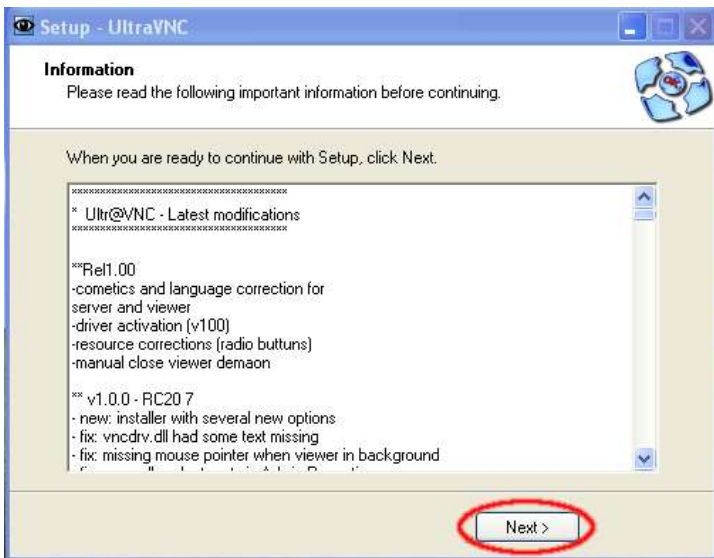 Setup - UltraVNC
Information
Please read the following important information before continuing.
When you are ready to continue with Setup, click Next.
************************************
* Ultr@VNC - Latest modifications
************************************
**Rel1.00
-cometics and language correction for
server and viewer
-driver activation (v100)
-resource corrections (radio buttuns)
-manual close viewer demaon
** v1.0.0 - RC20 7
- new: installer with several new options
- fix: vncdrv.dll had some text missing
- fix: missing mouse pointer when viewer in background
Next >